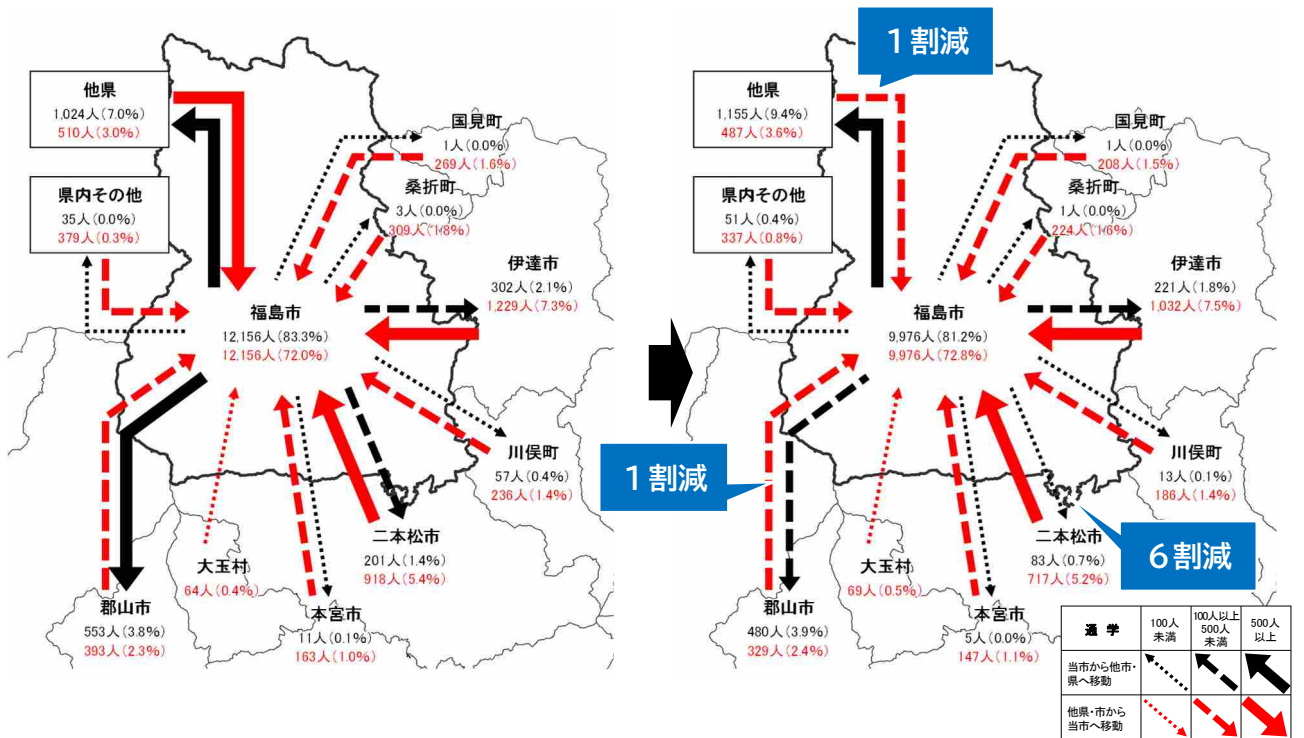 他県
1,024人(7.0%)
510人(3.0%)
県内その他
35人(0.0%)
379人(0.3%)
国見町
1人(0.0%)
269人(1.6%)
桑折町
3人(0.0%)
309人(1.8%)
伊達市
302人(2.1%)
1,229人(7.3%)
福島市
12,156人(83.3%)
12,156人(72.0%)
川俣町
57人(0.4%)
236人(1.4%)
二本松市
201人(1.4%)
918人(5.4%)
大玉村
64人(0.4%)
本宮市
11人(0.1%)
163人(1.0%)
郡山市
553人(3.8%)
393人(2.3%)
1割減
他県
1,155人(9.4%)
487人(3.6%)
県内その他
51人(0.4%)
337人(0.8%)
国見町
1人(0.0%)
208人(1.5%)
桑折町
1人(0.0%)
224人(1.6%)
伊達市
221人(1.8%)
1,032人(7.5%)
福島市
9,976人(81.2%)
9,976人(72.8%)
川俣町
13人(0.1%)
186人(1.4%)
1割減
6割減
二本松市
83人(0.7%)
717人(5.2%)
大玉村
69人(0.5%)
本宮市
5人(0.0%)
147人(1.1%)
郡山市
480人(3.9%)
329人(2.4%)
通学
100人
未満
100人以上
500人
未満
500人
以上
当市から他市・
県へ移動
他県・市から
当市へ移動